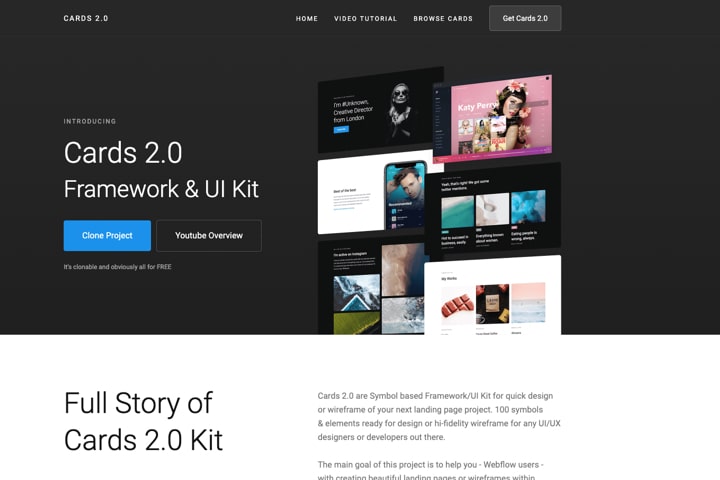 CARDS 2.0
HOME
VIDEO TUTORIAL
BROWSE CARDS
Get Cards 2.0
INTRODUCING
Cards 2.0
Framework & UI Kit
Clone Project
Youtube Overview
It's clonable and obviously all for FREE
I'm #Unknown,
Creative Director
from London
Katy Perry
Best of the best
Recommended
Yeah, that's right! We got some
twitter mentions.
Hot to succeed in
business, easily.
Everything known
about woman.
Eating people is
wrong, always.
I'm active on Instagram
My Works
Full Story of
Cards 2.0 Kit
Cards 2.0 are Symbol based Framework/UI Kit for quick design
or wireframe of your next landing page project. 100 symbols
& elements ready for design or hi-fidelity wireframe for any UI/UX
designers or developers out there.
The main goal of this project is to help you - Webflow users -
with creating beautiful landing pages or wireframes within